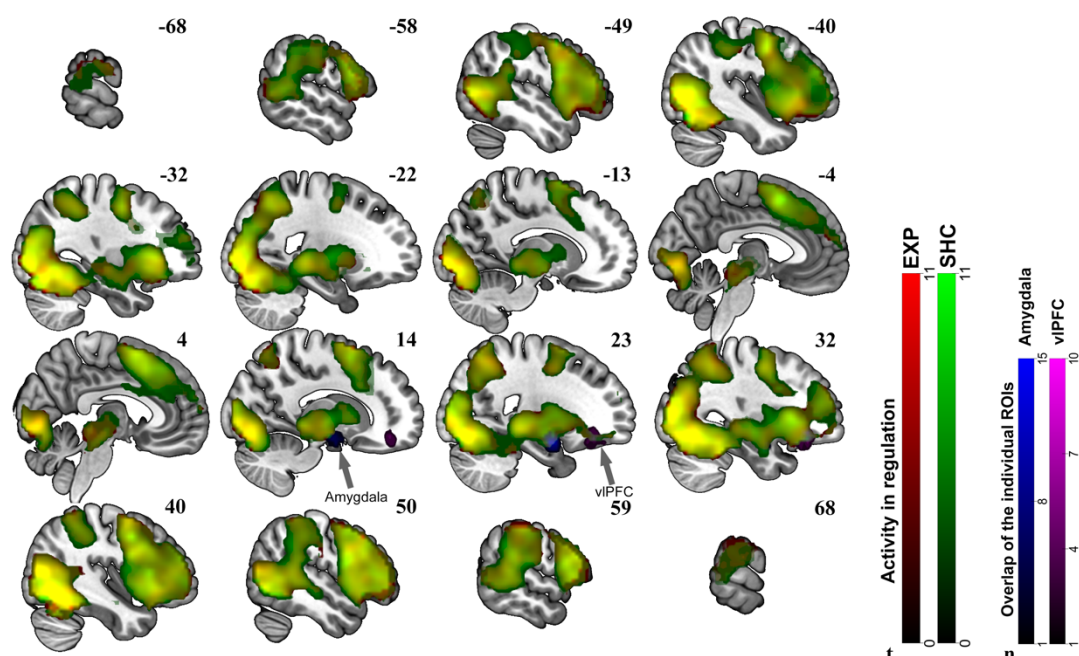 -68
-58
-49
-40
-32
-22
-13
-4
4
14
23
32
Amygdala
vlPFC
40
50
59
68
Activity in regulation
EXP
SHC
11
11
0
0
t
Overlap of the individual ROIs
Amygdala
vlPFC
15
8
1
10
7
4
1
n